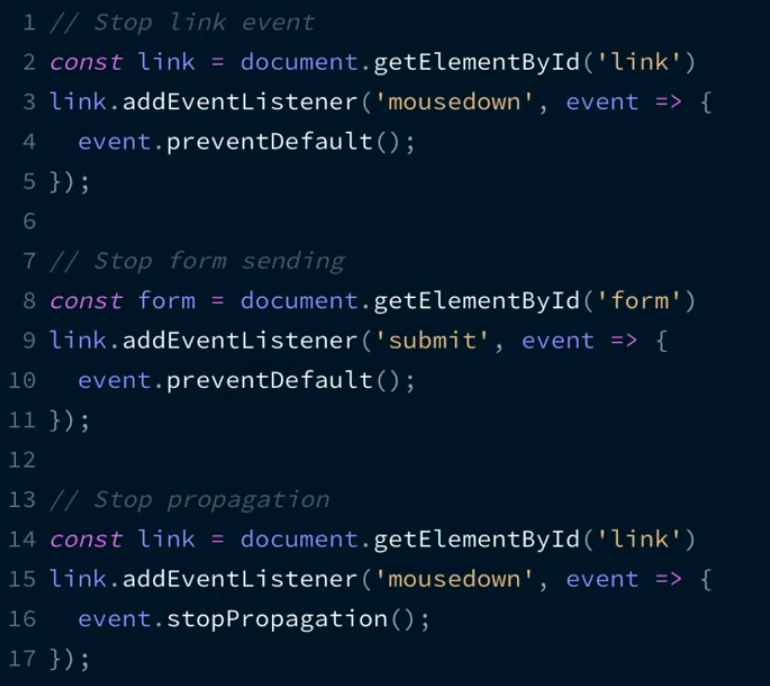 1 // Stop link event
2 const link = document.getElementById('link')
3 link.addEventListener('mousedown', event => {
4   event.preventDefault();
5 });
6
7 // Stop form sending
8 const form = document.getElementById('form')
9 link.addEventListener('submit', event => {
10   event.preventDefault();
11 });
12
13 // Stop propagation
14 const link = document.getElementById('link')
15 link.addEventListener('mousedown', event => {
16   event.stopPropagation();
17 });